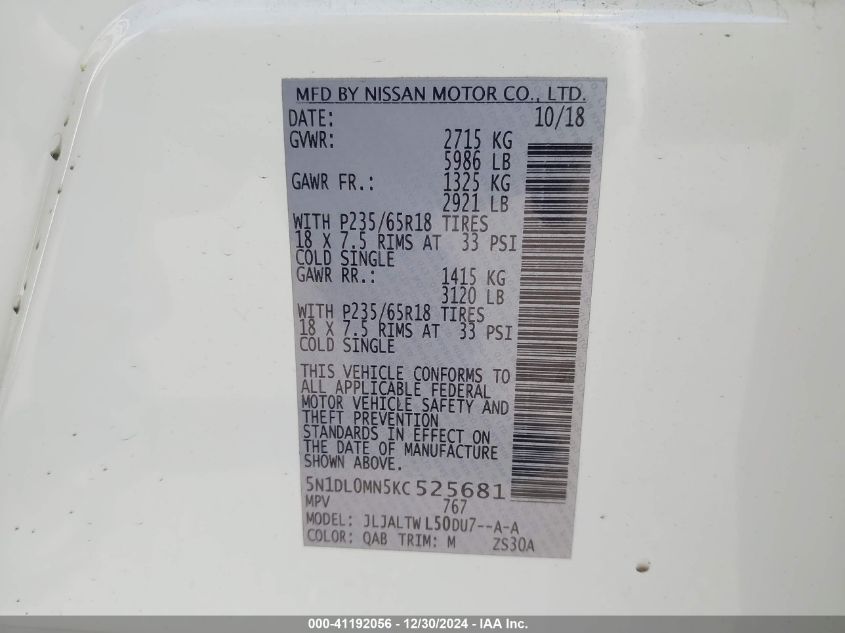 MFD BY NISSAN MOTOR CO., LTD.
DATE: 10/18
GVWR: 2715 KG
5986 LB
GAWR FR.: 1325 KG
2921 LB
WITH P235/65R18 TIRES
18 X 7.5 RIMS AT 33 PSI
COLD SINGLE
GAWR RR.: 1415 KG
3120 LB
WITH P235/65R18 TIRES
18 X 7.5 RIMS AT 33 PSI
COLD SINGLE
THIS VEHICLE CONFORMS TO
ALL APPLICABLE FEDERAL
MOTOR VEHICLE SAFETY AND
THEFT PREVENTION
STANDARDS IN EFFECT ON
THE DATE OF MANUFACTURE
SHOWN ABOVE.
5N1DL0MN5KC525681
MPV 767
MODEL: JLJALTWL50DU7--A-A
COLOR: QAB TRIM: M ZS30A
000-41192056 - 12/30/2024 - IAA Inc.